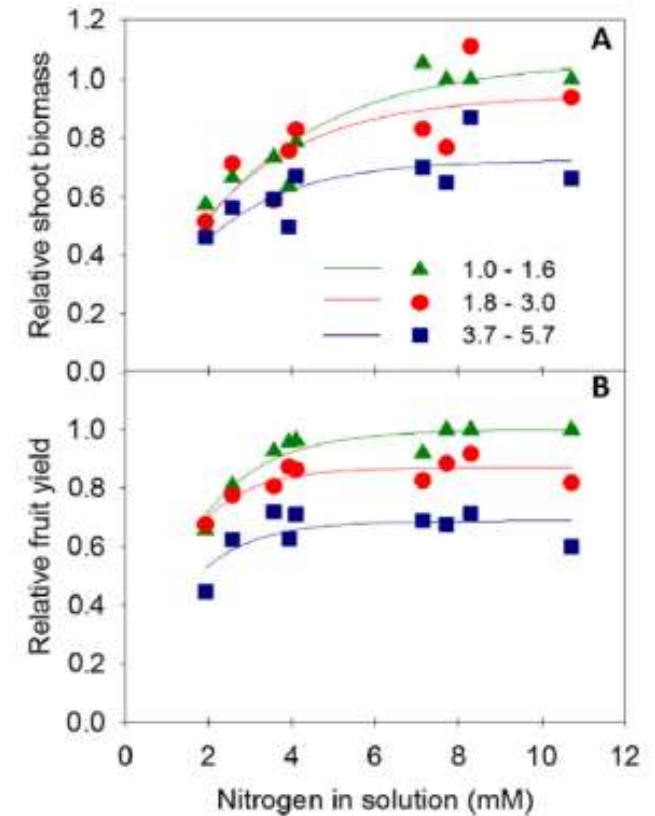 A
1.2
1.0
0.8
0.6
0.4
0.2
0.0
Relative shoot biomass
1.0 - 1.6
1.8 - 3.0
3.7 - 5.7
B
1.0
0.8
0.6
0.4
0.2
0.0
Relative fruit yield
0 2 4 6 8 10 12
Nitrogen in solution (mM)